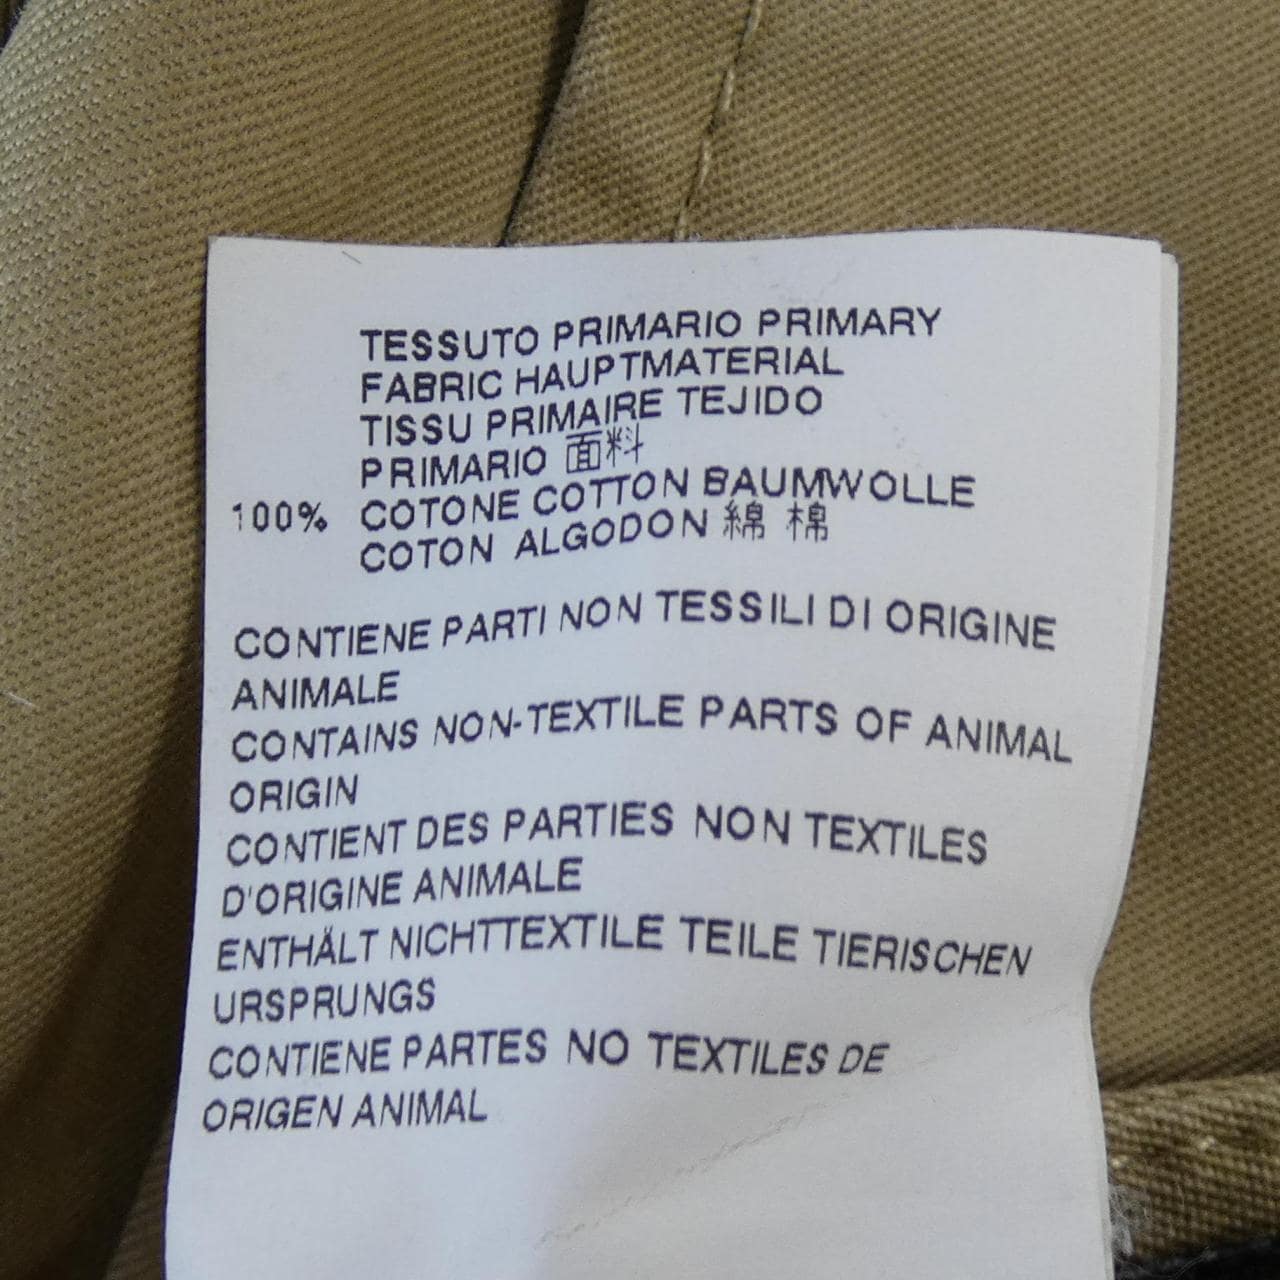 TESSUTO PRIMARIO PRIMARY
FABRIC HAUPTMATERIAL
TISSU PRIMAIRE TEJIDO
PRIMARIO 面料
100% COTONE COTTON BAUMWOLLE
COTON ALGODON 綿 棉
CONTIENE PARTI NON TESSILI DI ORIGINE
ANIMALE
CONTAINS NON-TEXTILE PARTS OF ANIMAL
ORIGIN
CONTIENT DES PARTIES NON TEXTILES
D'ORIGINE ANIMALE
ENTHÄLT NICHTTEXTILE TEILE TIERISCHEN
URSPRUNGS
CONTIENE PARTES NO TEXTILES DE
ORIGEN ANIMAL